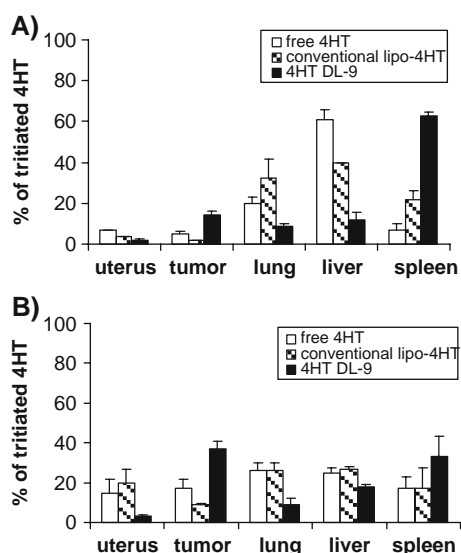 A)
% of tritiated 4HT
100
80
60
40
20
0
free 4HT
conventional lipo-4HT
4HT DL-9
uterus tumor lung liver spleen
B)
% of tritiated 4HT
100
80
60
40
20
0
free 4HT
conventional lipo-4HT
4HT DL-9
uterus tumor lung liver spleen